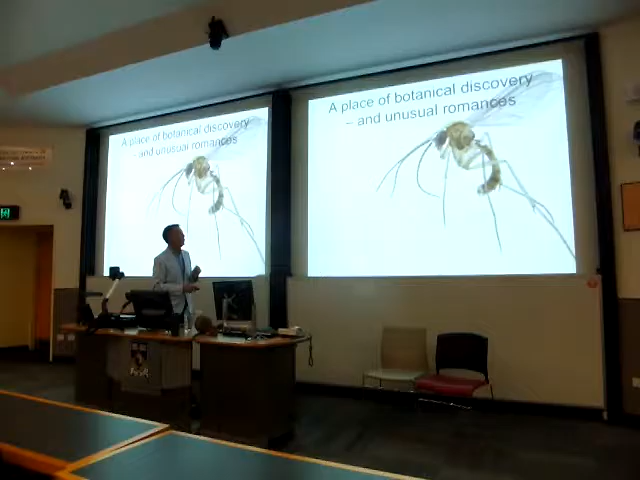 A place of botanical discovery
– and unusual romances
A place of botanical discovery
– and unusual romances